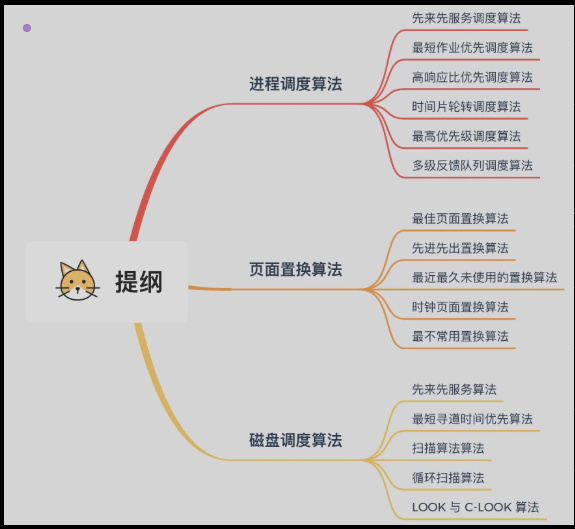 提纲
进程调度算法
先来先服务调度算法
最短作业优先调度算法
高响应比优先调度算法
时间片轮转调度算法
最高优先级调度算法
多级反馈队列调度算法
页面置换算法
最佳页面置换算法
先进先出置换算法
最近最久未使用的置换算法
时钟页面置换算法
最不常用置换算法
磁盘调度算法
先来先服务算法
最短寻道时间优先算法
扫描算法算法
循环扫描算法
LOOK 与 C-LOOK 算法